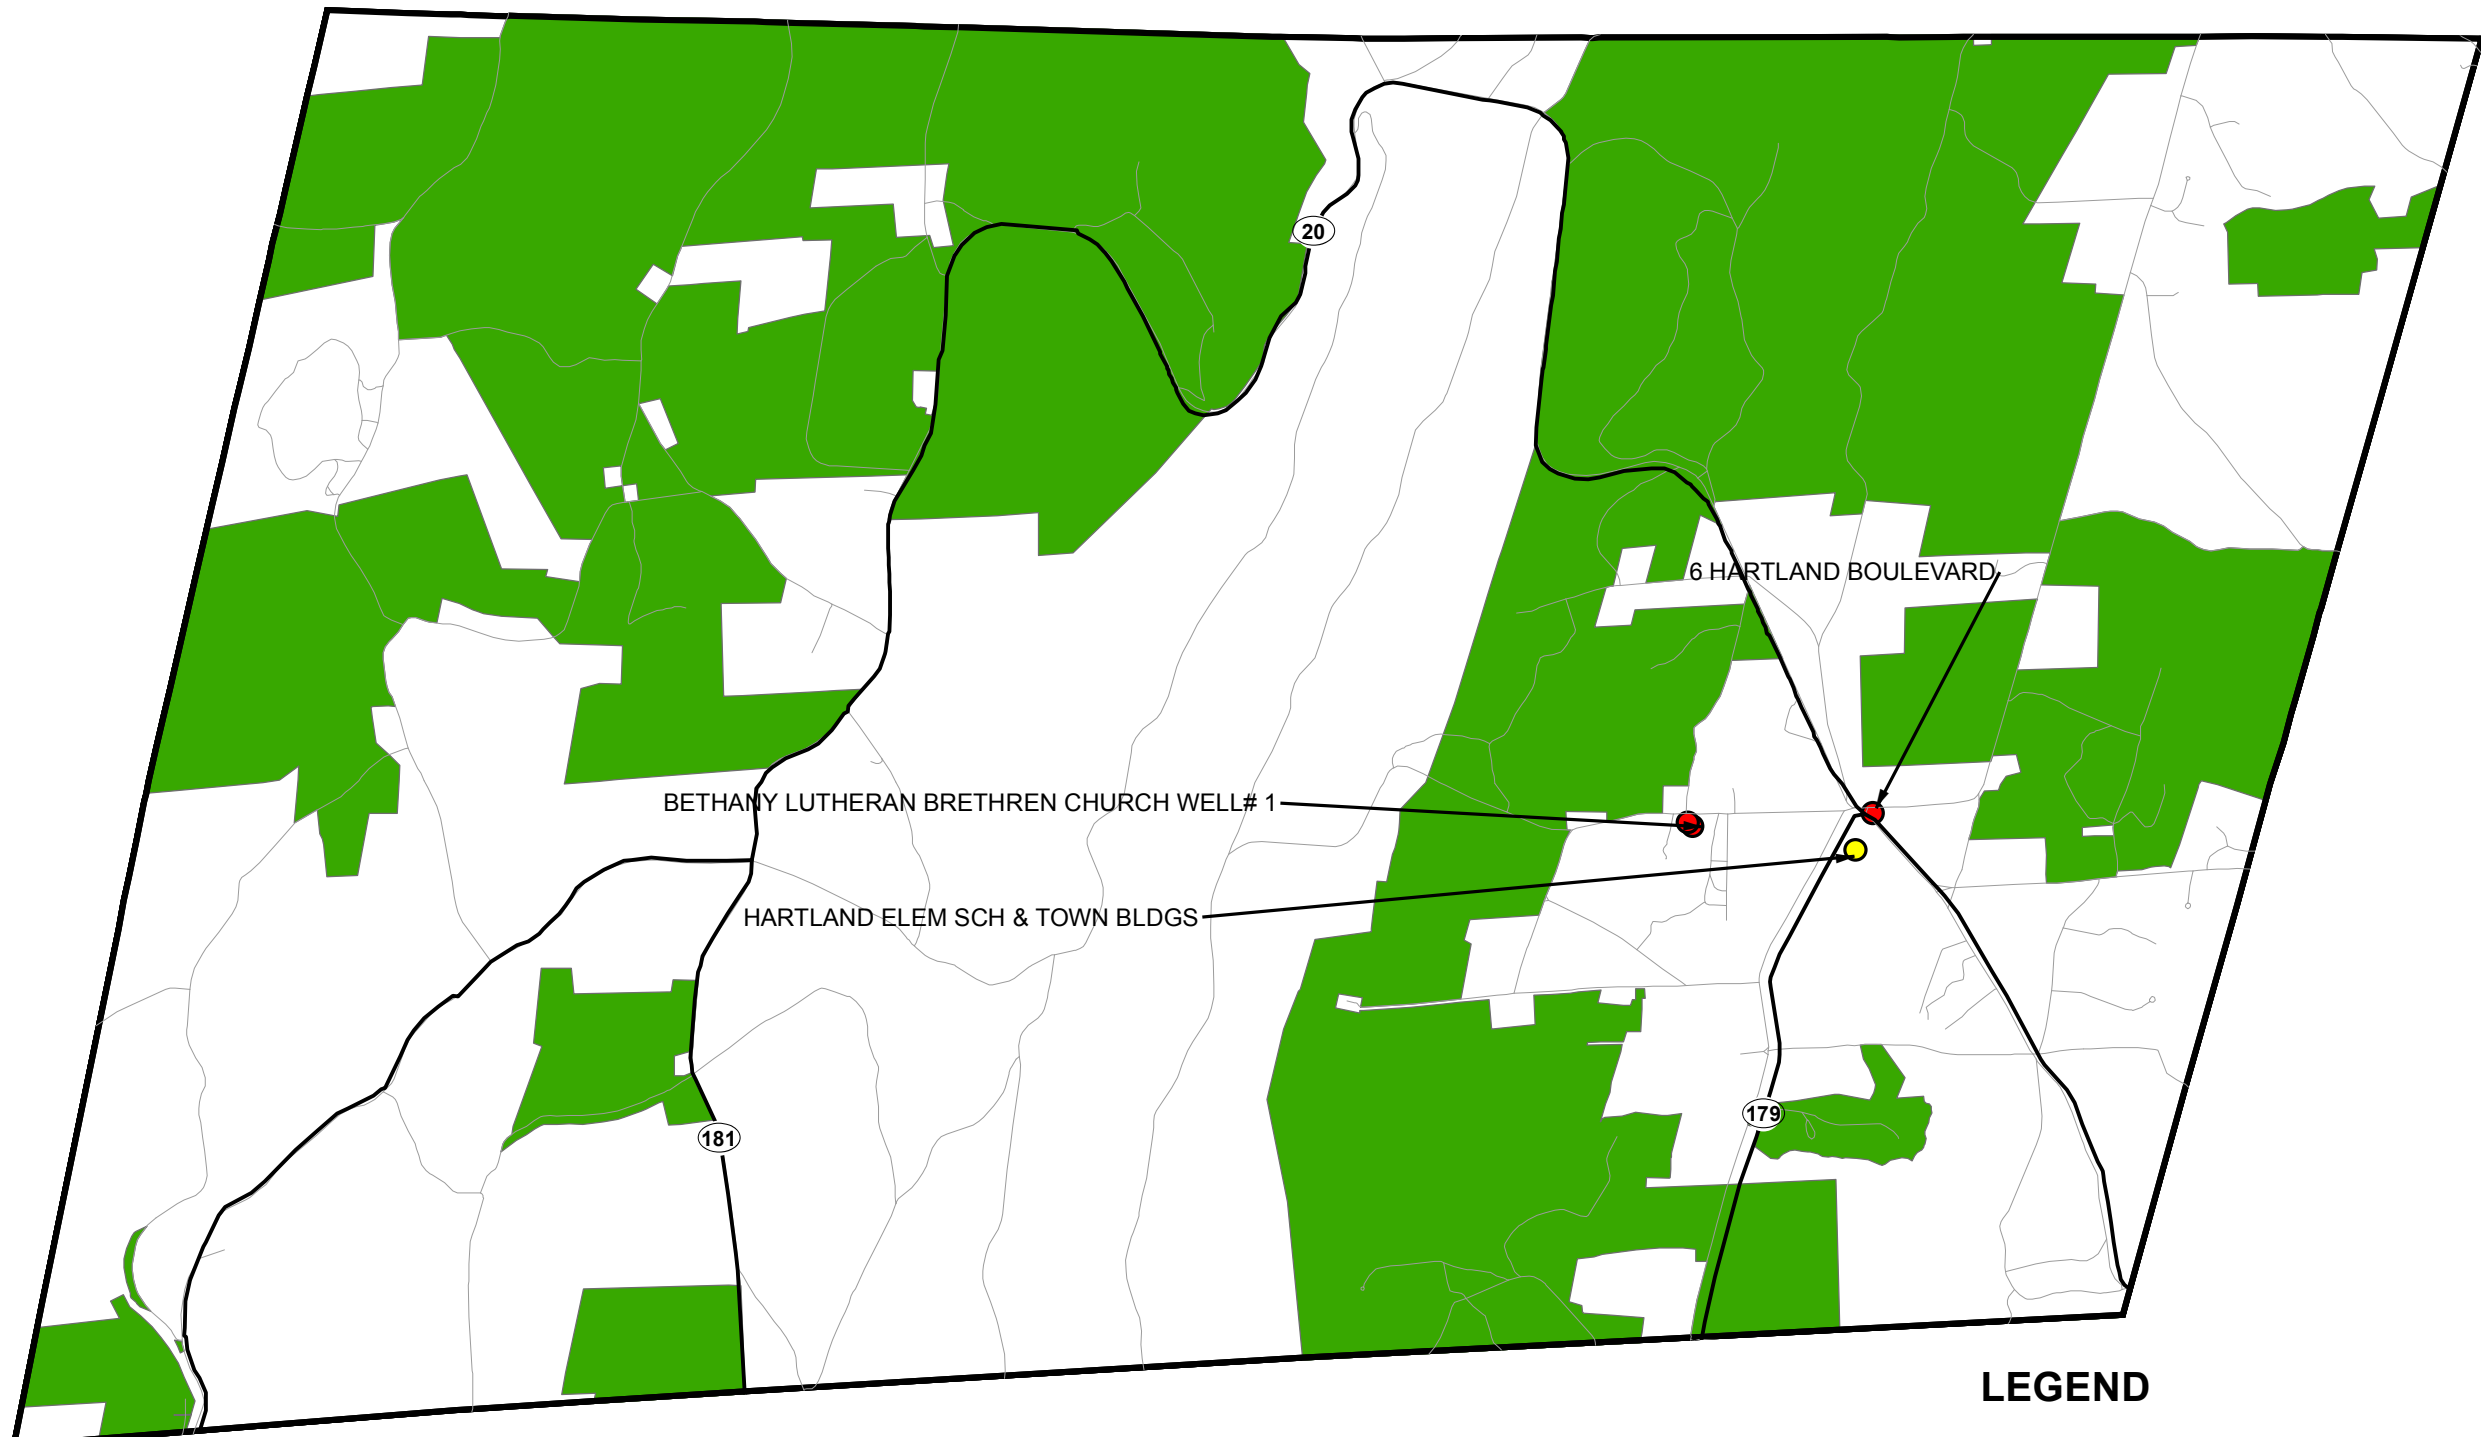 20
6 HARTLAND BOULEVARD
BETHANY LUTHERAN BRETHREN CHURCH WELL# 1
HARTLAND ELEM SCH & TOWN BLDGS
179
181
LEGEND